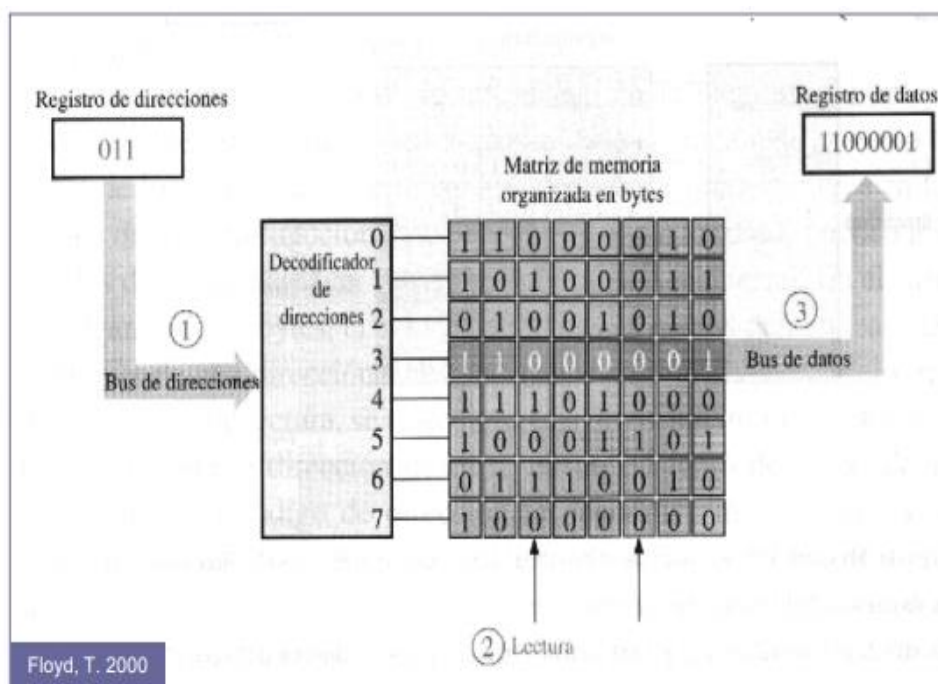 Registro de direcciones
011
Registro de datos
11000001
Matriz de memoria
organizada en bytes
Decodificador
de
direcciones
0 1 1 0 0 0 0 0 0
1 1 0 1 0 0 0 1 1
2 0 1 0 0 1 0 1 0
3 1 1 0 0 0 0 0 1
4 1 1 1 0 1 0 0 0
5 1 0 0 0 1 1 0 1
6 0 1 1 1 0 0 1 0
7 1 0 0 0 0 0 0 0
1
Bus de direcciones
3
Bus de datos
2 Lectura
Floyd, T. 2000